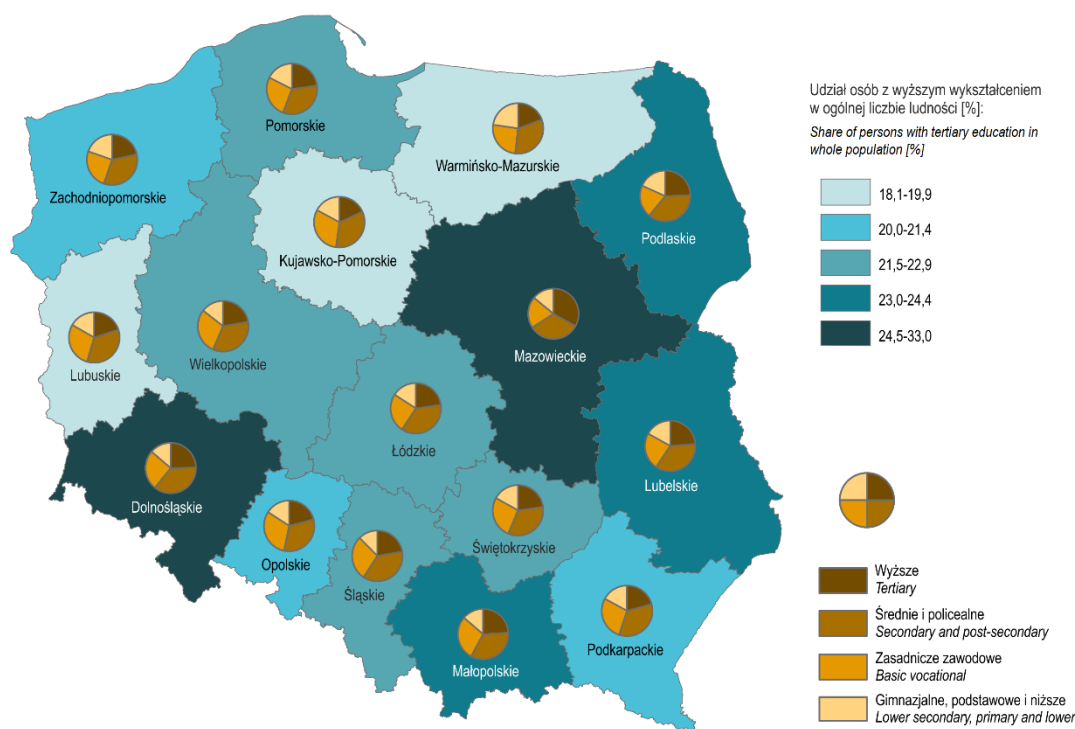 Udział osób z wyższym wykształceniem
w ogólnej liczbie ludności [%]:
Share of persons with tertiary education in
whole population [%]
18,1-19,9
20,0-21,4
21,5-22,9
23,0-24,4
24,5-33,0
Pomorskie
Warmińsko-Mazurskie
Zachodniopomorskie
Podlaskie
Kujawsko-Pomorskie
Mazowieckie
Wielkopolskie
Lubuskie
Łódzkie
Lubelskie
Dolnośląskie
Świętokrzyskie
Opolskie
Śląskie
Podkarpackie
Małopolskie
Wyższe
Tertiary
Średnie i policealne
Secondary and post-secondary
Zasadnicze zawodowe
Basic vocational
Gimnazjalne, podstawowe i niższe
Lower secondary, primary and lower